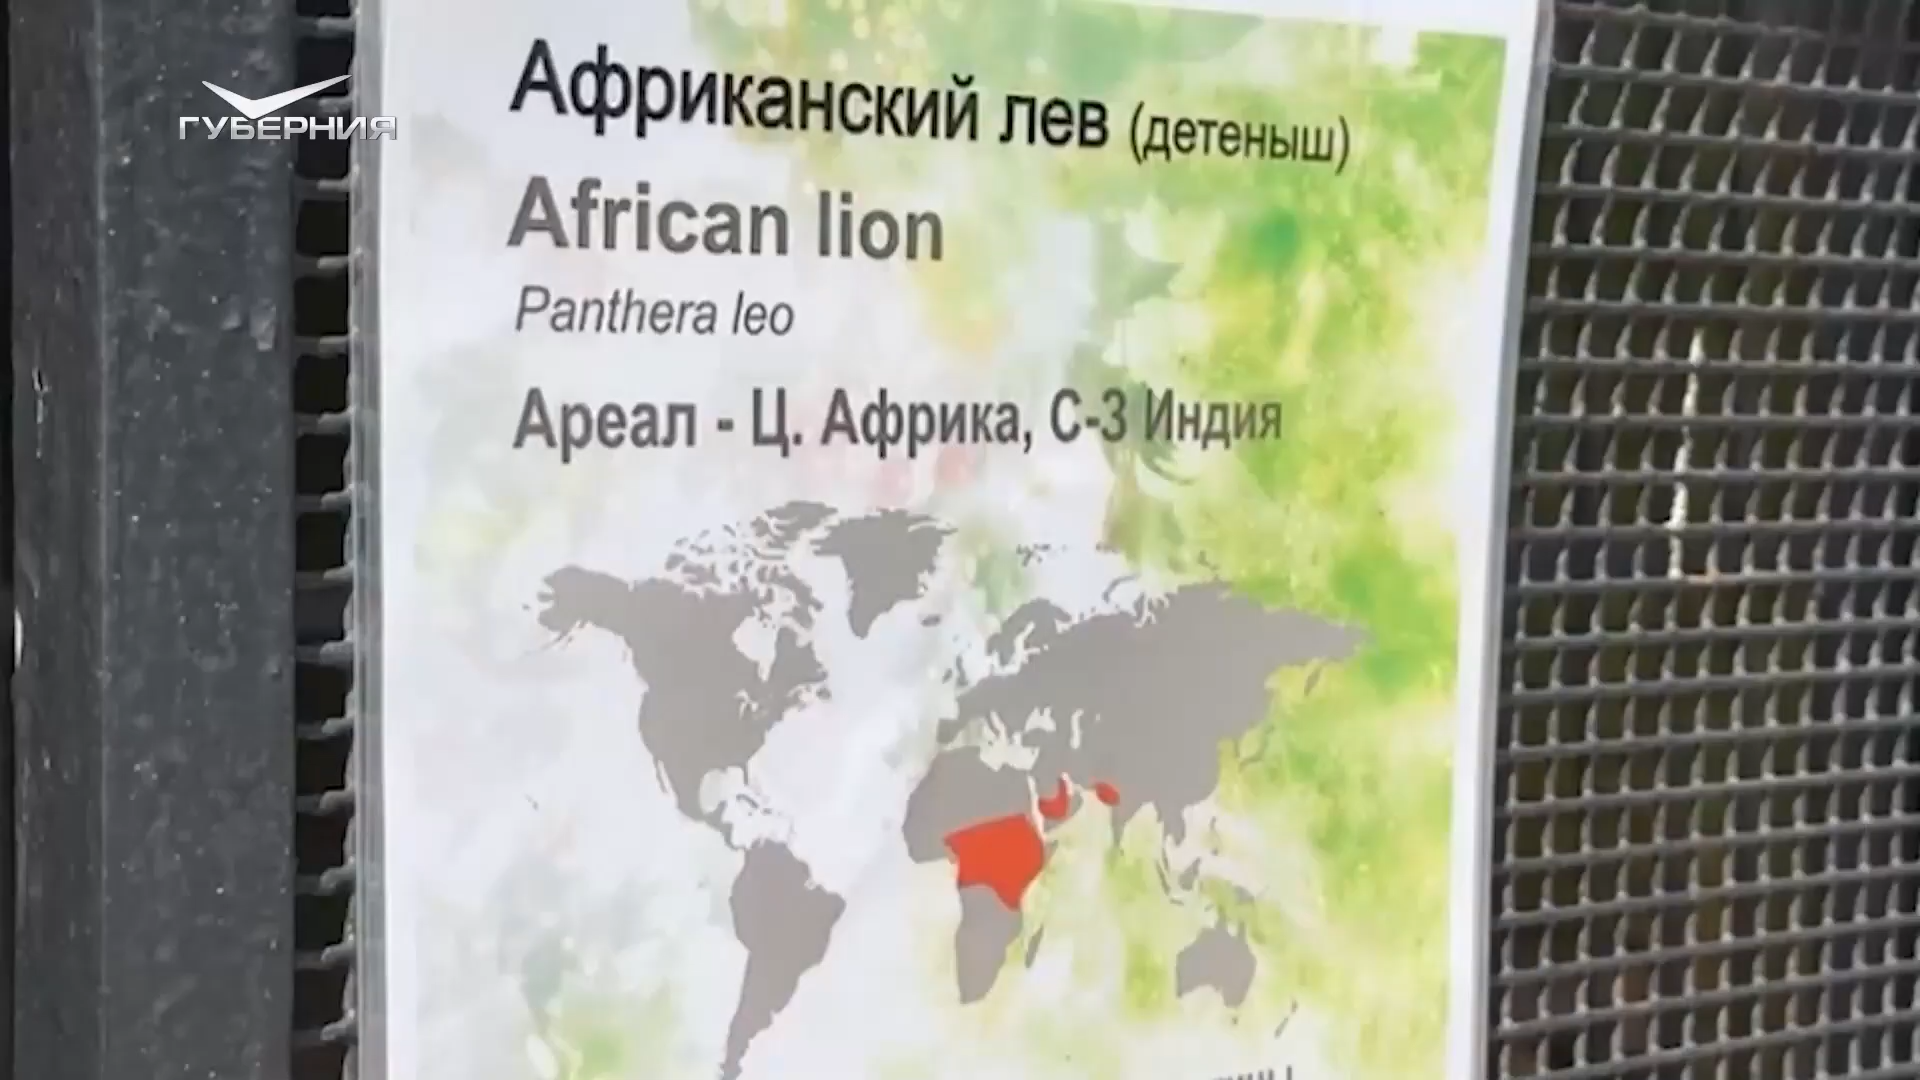 ГУБЕРНИЯ
Африканский лев (детеныш)
African lion
Panthera leo
Ареал - Ц. Африка, С-З Индия